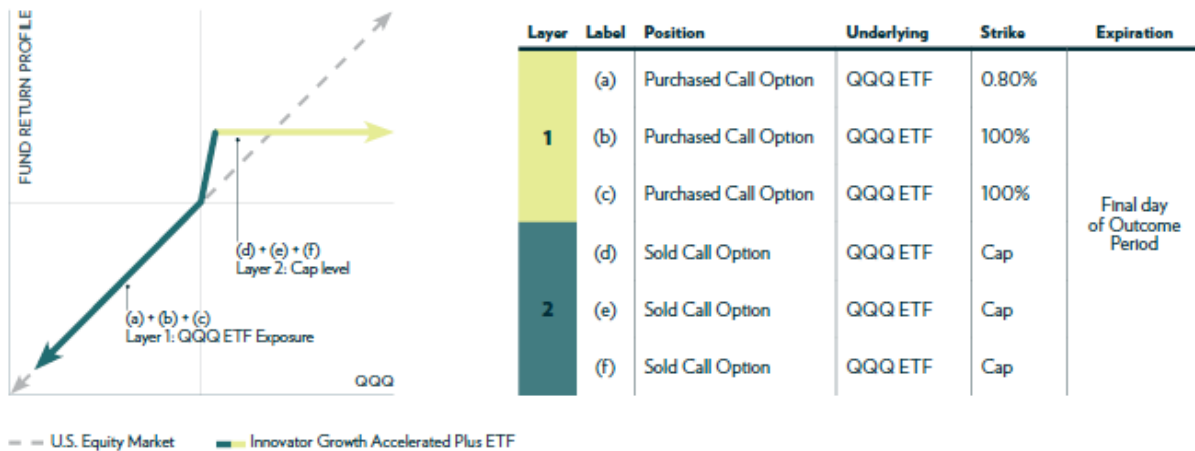 FUND RETURN PROFILE
(d) + (e) + (f)
Layer 2: Cap level
(a) + (b) + (c)
Layer 1: QQQ ETF Exposure
QQQ
U.S. Equity Market
Innovator Growth Accelerated Plus ETF
Layer Label Position Underlying Strike Expiration
(a) Purchased Call Option QQQ ETF 0.80%
1 (b) Purchased Call Option QQQ ETF 100%
(c) Purchased Call Option QQQ ETF 100%
Final day
of Outcome
Period
(d) Sold Call Option QQQ ETF Cap
2 (e) Sold Call Option QQQ ETF Cap
(f) Sold Call Option QQQ ETF Cap